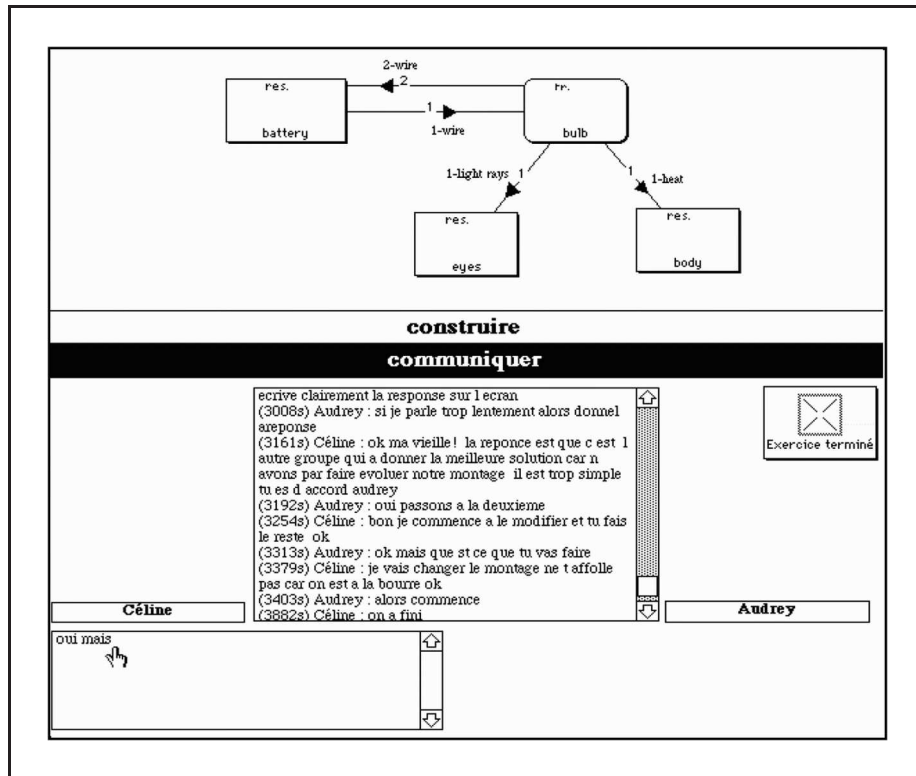 2-wire
res.
2
rr.
1
battery
1-wire
bulb
1-light rays
1
1
1-heat
res.
eyes
res.
body
construire
communiquer
ecrive clairement la response sur l ecran
(3008s) Audrey : si je parle trop lentement alors donnel
areponse
(3161s) Céline : ok ma vieille! la reponce est que c est l
autre groupe qui a donner la meilleure solution car n
avons par faire evoluer notre montage il est trop simple
tu es d accord audrey
(3192s) Audrey : oui passons a la deuxieme
(3254s) Céline : bon je commence a le modifier et tu fais
le reste ok
(3313s) Audrey : ok mais que st ce que tu vas faire
(3379s) Céline : je vais changer le montage ne t affolle
pas car on est a la bourre ok
(3403s) Audrey : alors commence
(3882s) Céline : on a fini
Exercice terminé
Céline
Audrey
oui mais